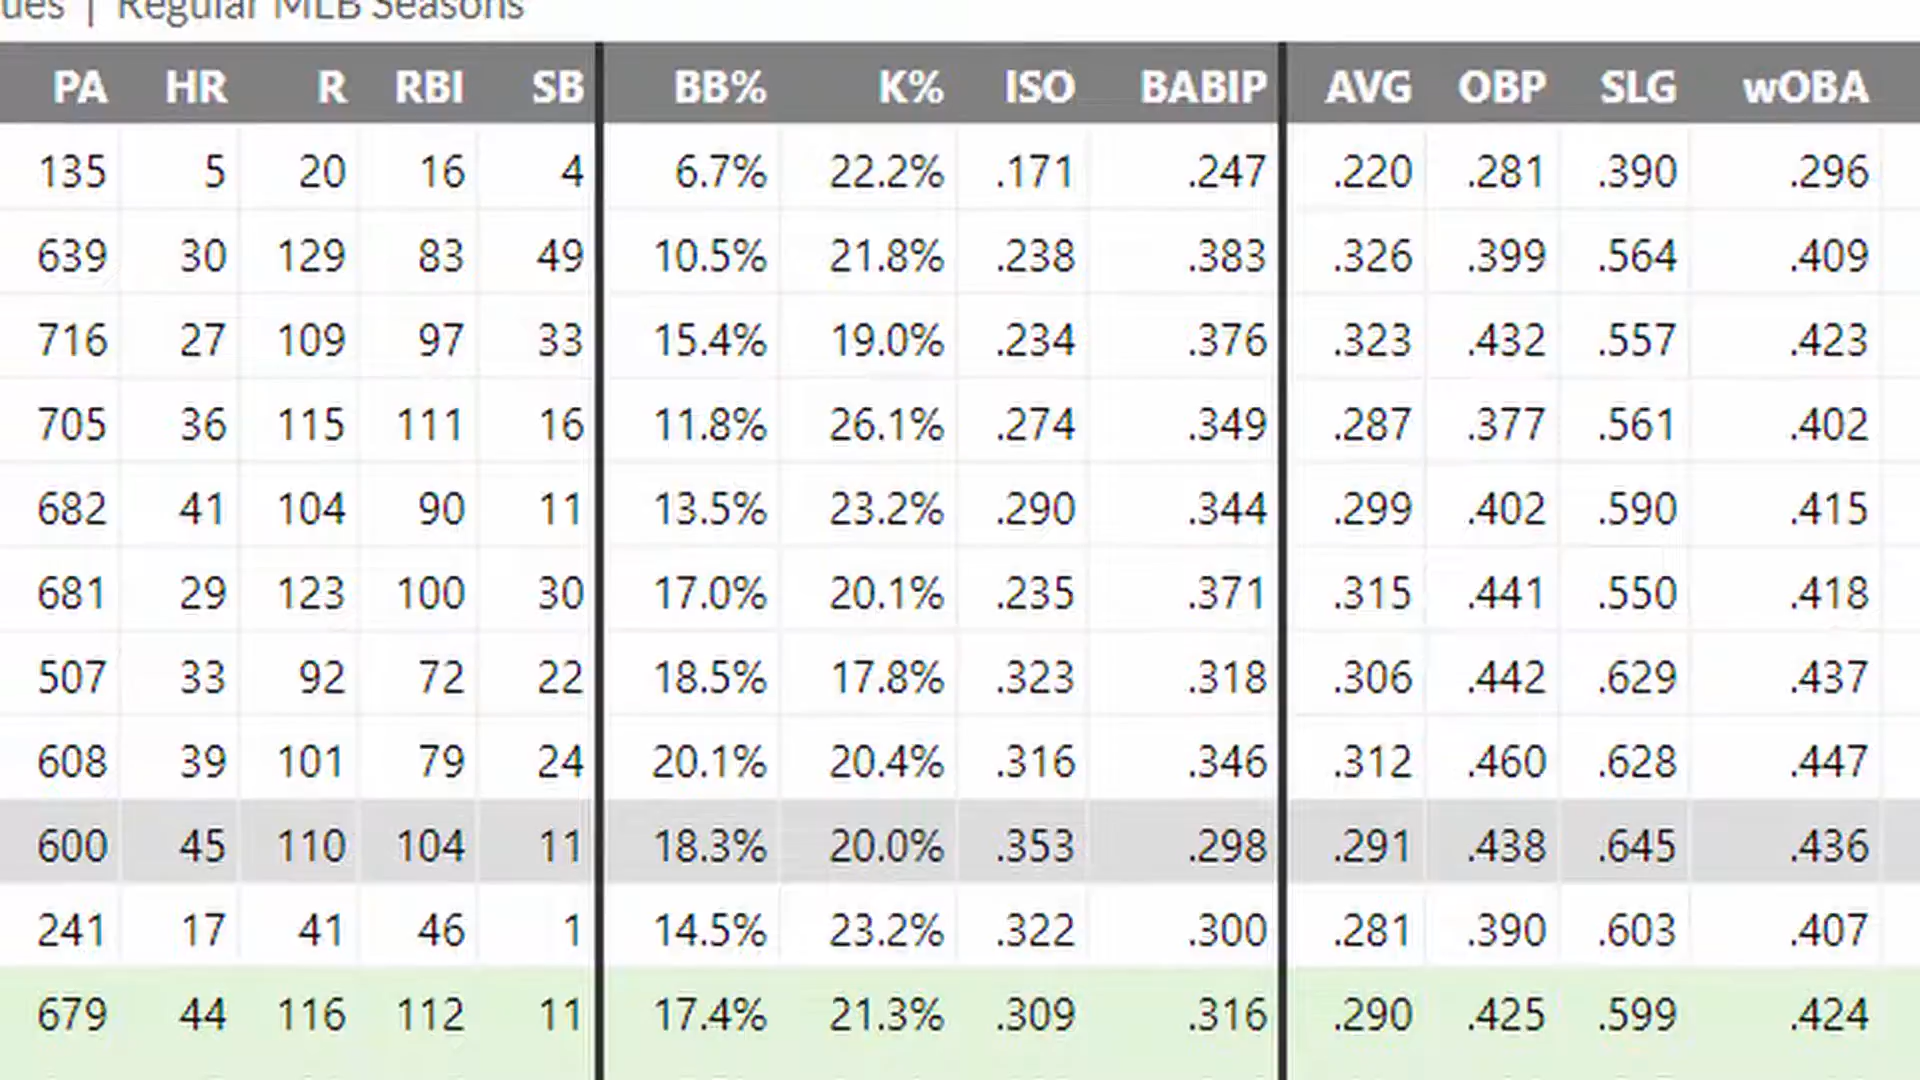 ues | Regular MLB Seasons
PA HR R RBI SB BB% K% ISO BABIP AVG OBP SLG wOBA
135 5 20 16 4 6.7% 22.2% .171 .247 .220 .281 .390 .296
639 30 129 83 49 10.5% 21.8% .238 .383 .326 .399 .564 .409
716 27 109 97 33 15.4% 19.0% .234 .376 .323 .432 .557 .423
705 36 115 111 16 11.8% 26.1% .274 .349 .287 .377 .561 .402
682 41 104 90 11 13.5% 23.2% .290 .344 .299 .402 .590 .415
681 29 123 100 30 17.0% 20.1% .235 .371 .315 .441 .550 .418
507 33 92 72 22 18.5% 17.8% .323 .318 .306 .442 .629 .437
608 39 101 79 24 20.1% 20.4% .316 .346 .312 .460 .628 .447
600 45 110 104 11 18.3% 20.0% .353 .298 .291 .438 .645 .436
241 17 41 46 1 14.5% 23.2% .322 .300 .281 .390 .603 .407
679 44 116 112 11 17.4% 21.3% .309 .316 .290 .425 .599 .424